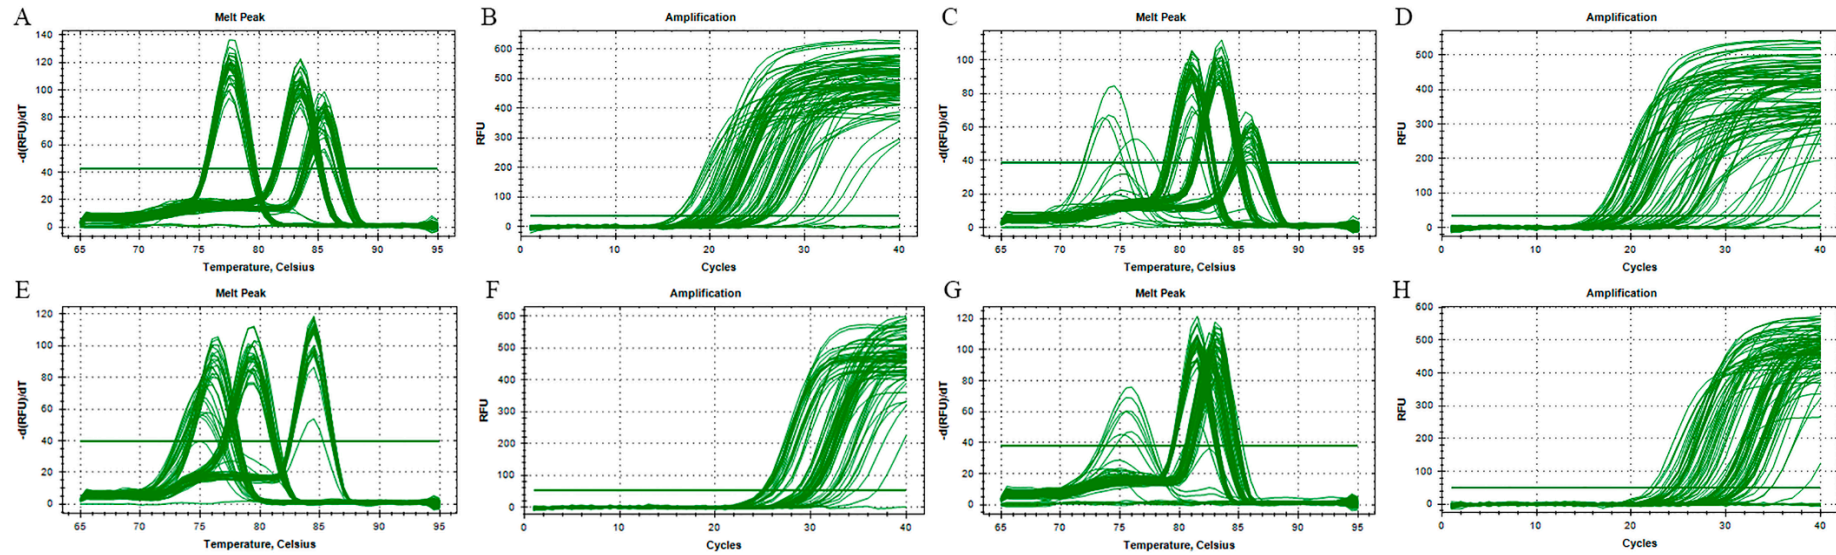 A Melt Peak
-d(RFU)/dT
140
120
100
80
60
40
20
0
65 70 75 80 85 90 95
Temperature, Celsius
B Amplification
RFU
600
500
400
300
200
100
0
0 10 20 30 40
Cycles
C Melt Peak
-d(RFU)/dT
100
80
60
40
20
0
65 70 75 80 85 90 95
Temperature, Celsius
D Amplification
RFU
500
400
300
200
100
0
0 10 20 30 40
Cycles
E Melt Peak
-d(RFU)/dT
120
100
80
60
40
20
0
65 70 75 80 85 90 95
Temperature, Celsius
F Amplification
RFU
600
500
400
300
200
100
0
0 10 20 30 40
Cycles
G Melt Peak
-d(RFU)/dT
120
100
80
60
40
20
0
65 70 75 80 85 90 95
Temperature, Celsius
H Amplification
RFU
600
500
400
300
200
100
0
0 10 20 30 40
Cycles